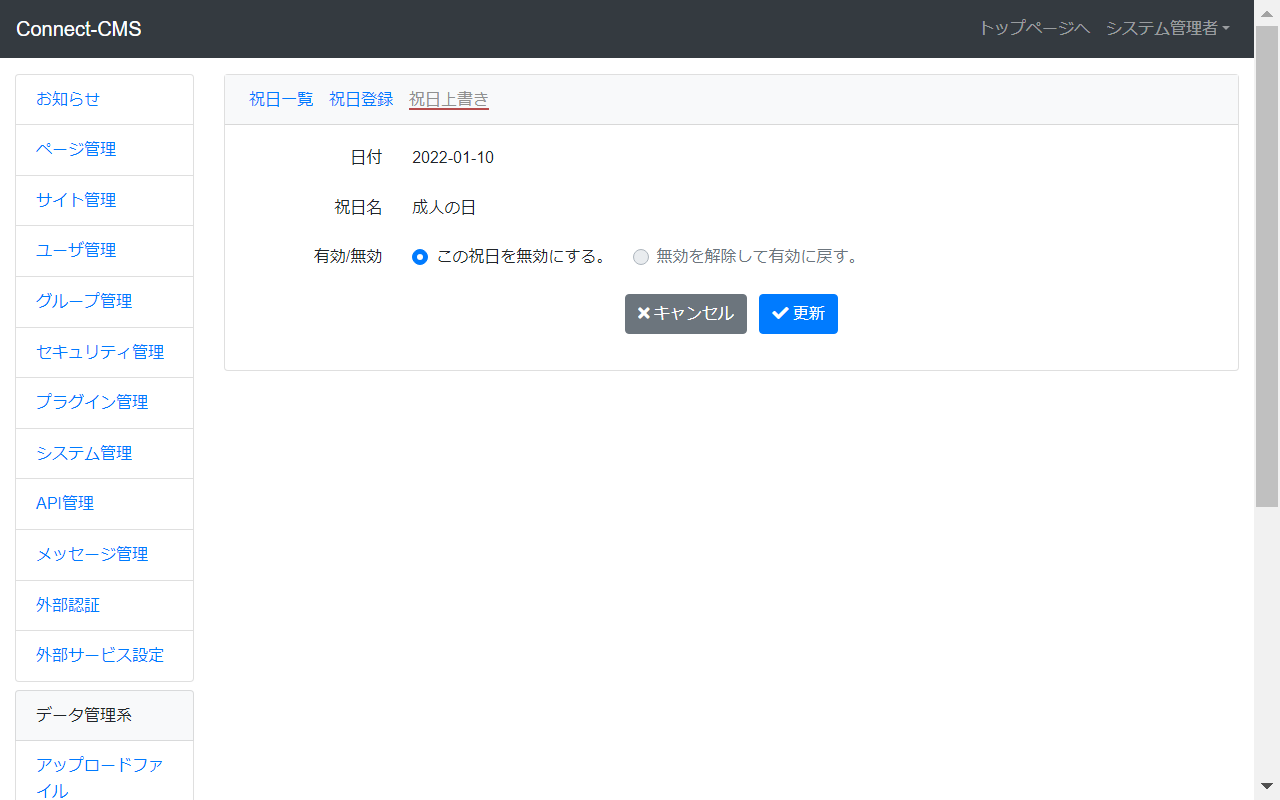 Connect-CMS
トップページへ システム管理者
お知らせ
ページ管理
サイト管理
ユーザ管理
グループ管理
セキュリティ管理
プラグイン管理
システム管理
API管理
メッセージ管理
外部認証
外部サービス設定
データ管理系
アップロードファ
イル
祝日一覧 祝日登録 祝日上書き
日付 2022-01-10
祝日名 成人の日
有効/無効 この祝日を無効にする。 無効を解除して有効に戻す。
キャンセル 更新